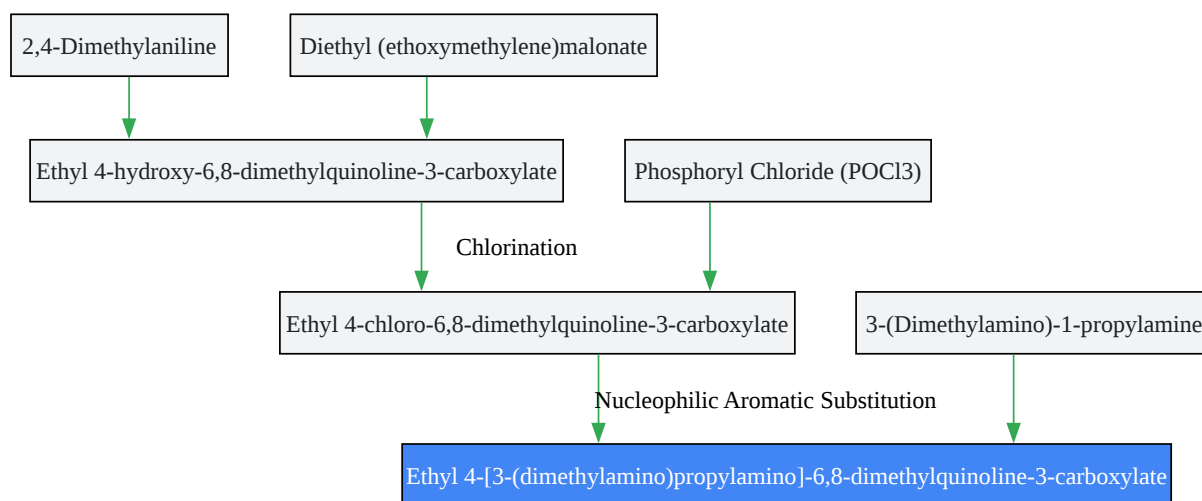 2,4-Dimethylaniline
Diethyl (ethoxymethylene)malonate
Ethyl 4-hydroxy-6,8-dimethylquinoline-3-carboxylate
Phosphoryl Chloride (POCl3)
Chlorination
Ethyl 4-chloro-6,8-dimethylquinoline-3-carboxylate
3-(Dimethylamino)-1-propylamine
Nucleophilic Aromatic Substitution
Ethyl 4-[3-(dimethylamino)propylamino]-6,8-dimethylquinoline-3-carboxylate